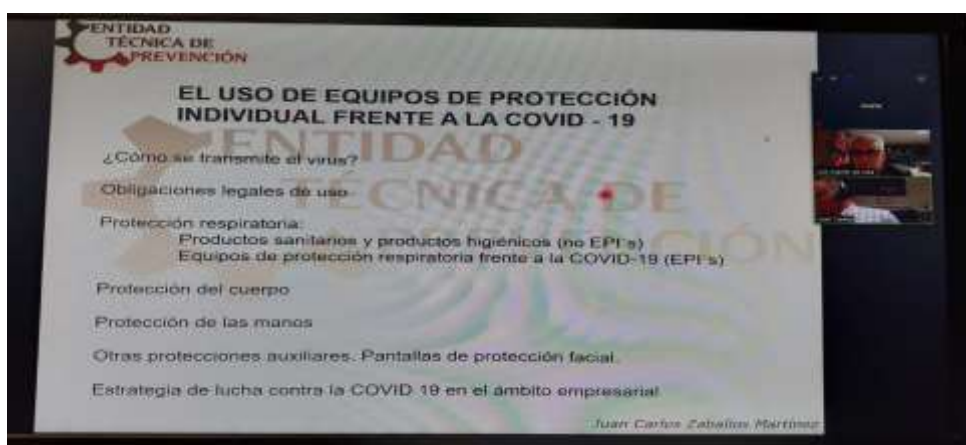 ENTIDAD
TÉCNICA DE
PREVENCIÓN
EL USO DE EQUIPOS DE PROTECCIÓN
INDIVIDUAL FRENTE A LA COVID - 19
ENTIDAD
TÉCNICA DE
¿Cómo se transmite el virus?
Obligaciones legales de uso
Protección respiratoria:
Productos sanitarios y productos higiénicos (no EPI's)
Equipos de protección respiratoria frente a la COVID-19 (EPI's)
Protección del cuerpo
Protección de las manos
Otras protecciones auxiliares. Pantallas de protección facial.
Estrategia de lucha contra la COVID 19 en el ámbito empresarial
Juan Carlos Zaballos Martínez